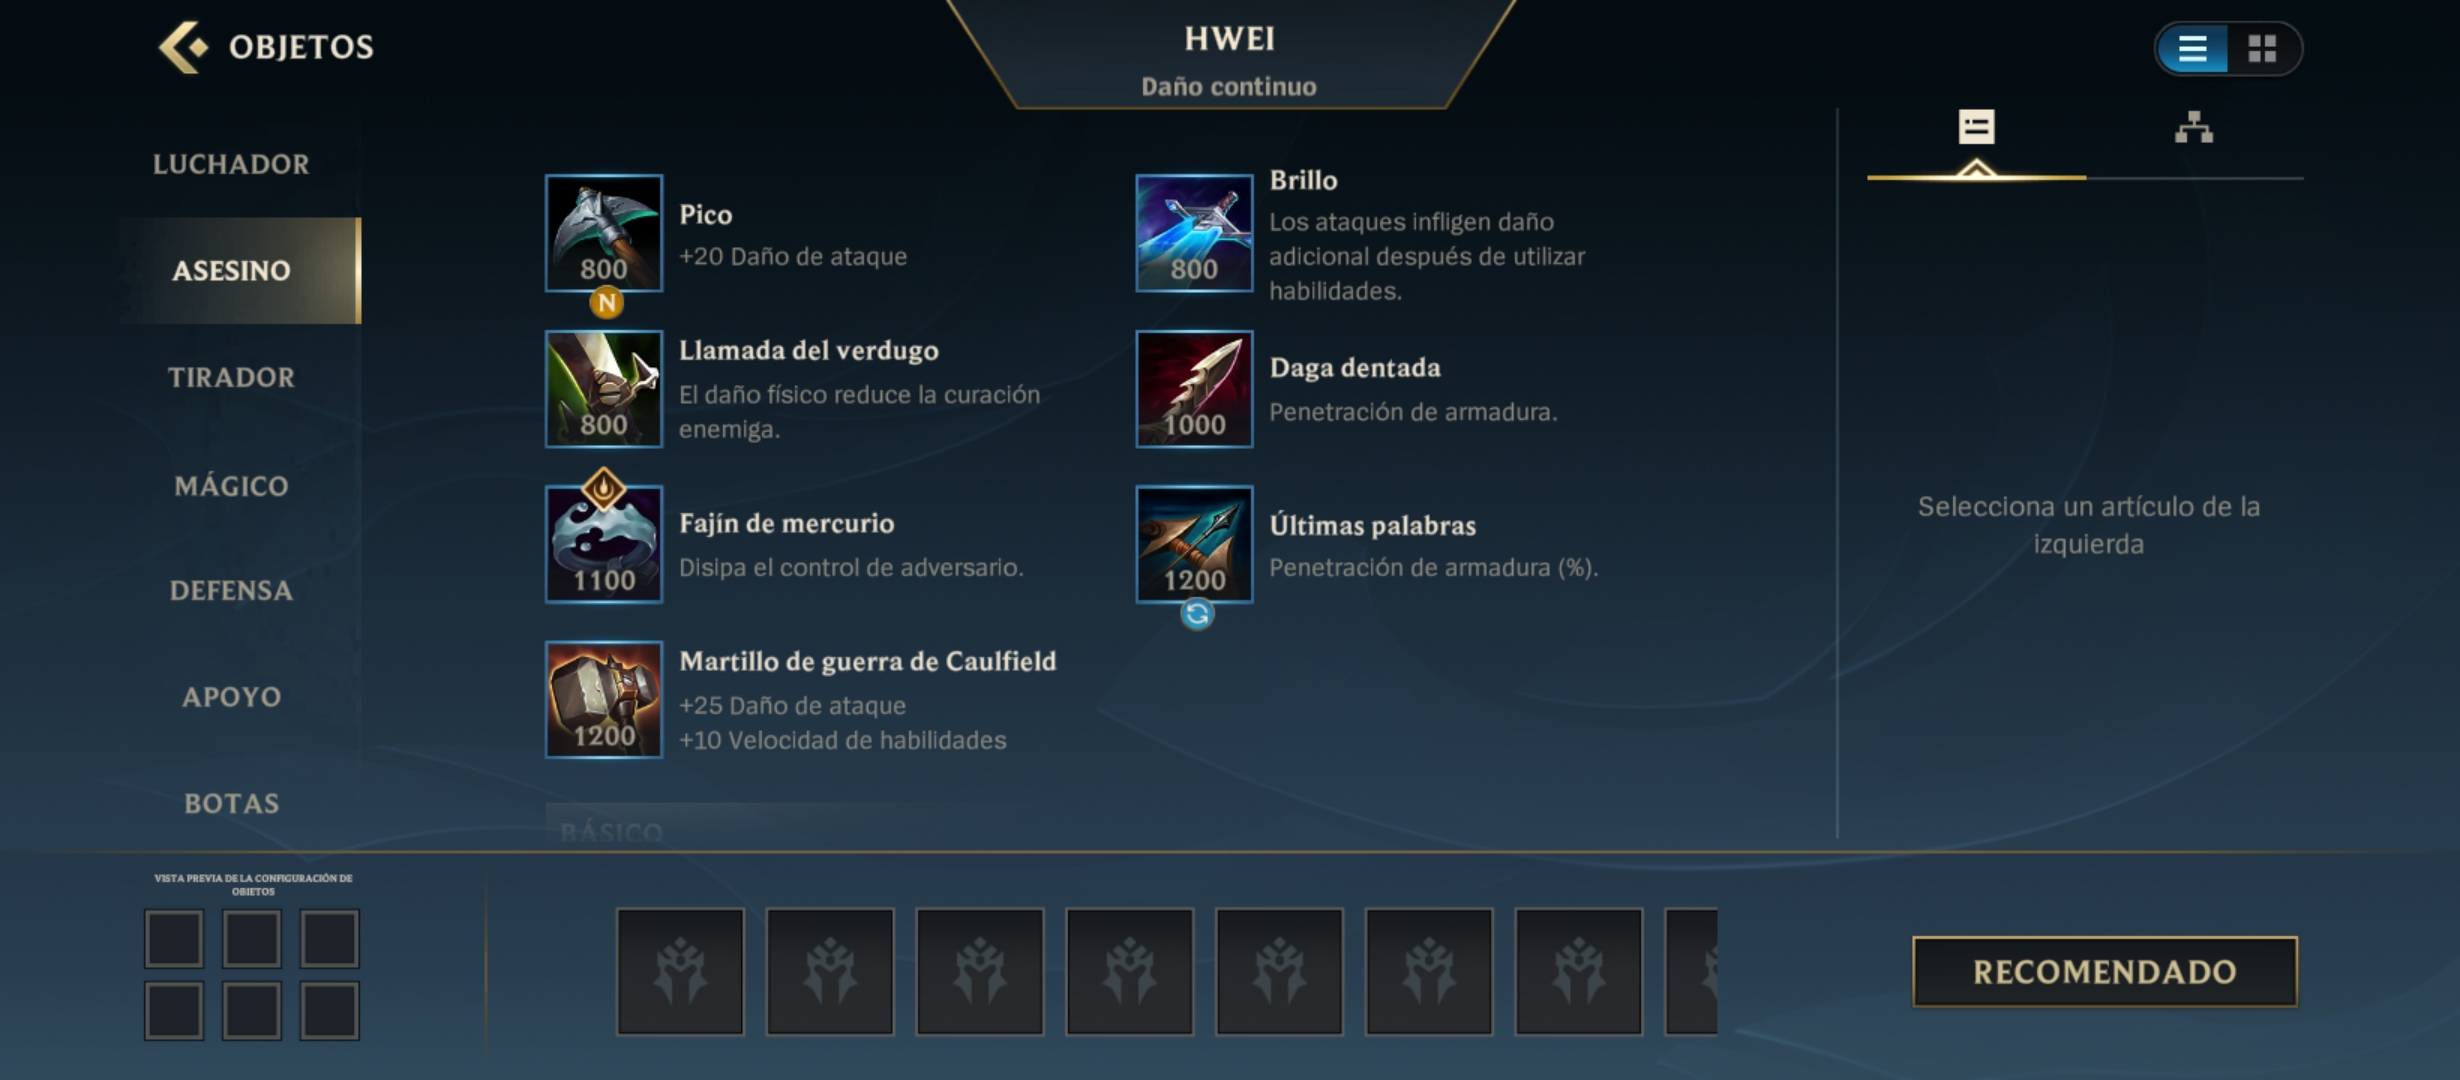 OBJETOS
HWEI
Daño continuo
LUCHADOR
ASESINO
TIRADOR
MÁGICO
DEFENSA
APOYO
BOTAS
800
N
Pico
+20 Daño de ataque
800
Brillo
Los ataques infligen daño
adicional después de utilizar
habilidades.
800
Llamada del verdugo
El daño físico reduce la curación
enemiga.
1000
Daga dentada
Penetración de armadura.
1100
Fajín de mercurio
Disipa el control de adversario.
1200
Últimas palabras
Penetración de armadura (%).
1200
Martillo de guerra de Caulfield
+25 Daño de ataque
+10 Velocidad de habilidades
BÁSICO
Selecciona un artículo de la
izquierda
VISTA PREVIA DE LA CONFIGURACIÓN DE
OBJETOS
RECOMENDADO